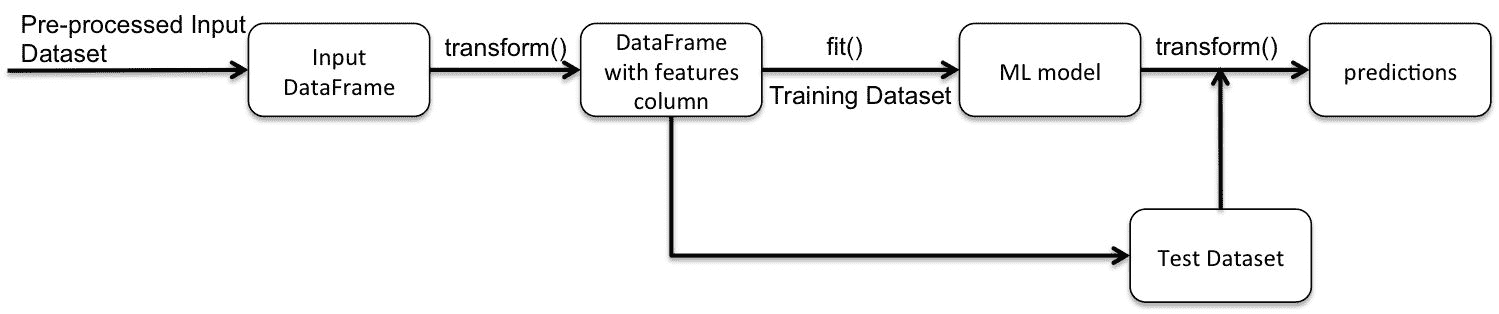 Pre-processed Input
Dataset
Input
DataFrame
transform()
DataFrame
with features
column
fit()
Training Dataset
ML model
transform()
predictions
Test Dataset